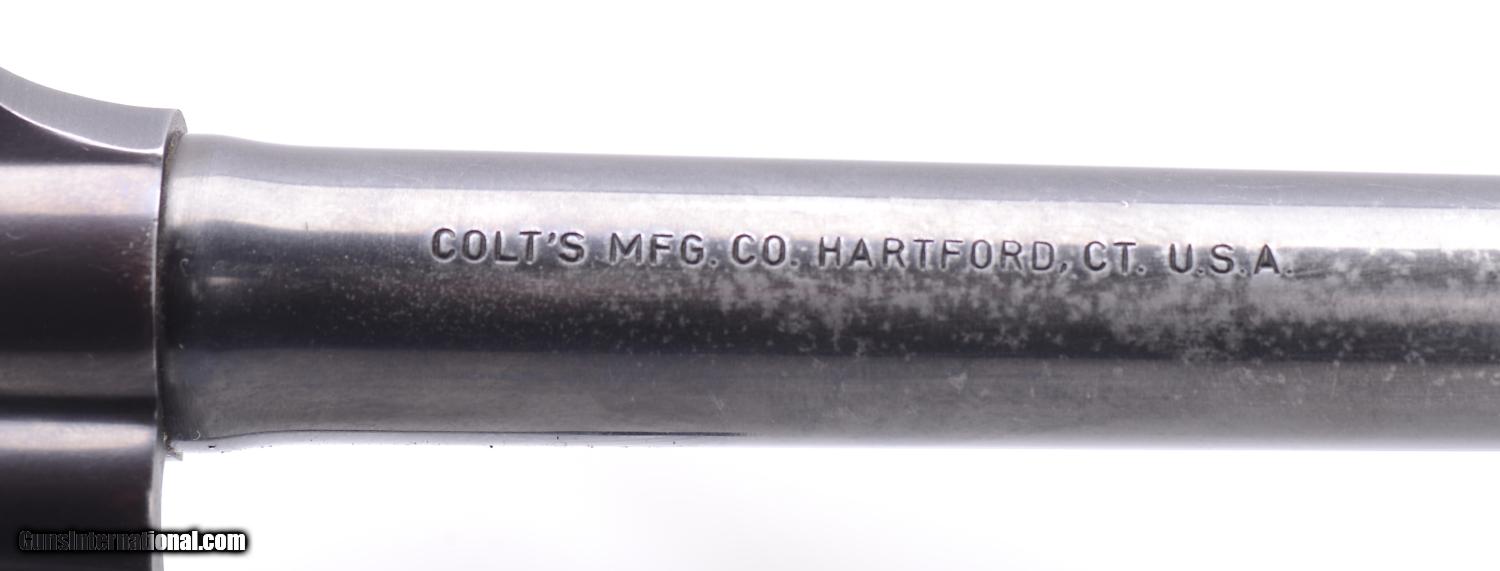 COLT'S MFG. CO. HARTFORD, CT. U.S.A.
GunsInternational.com